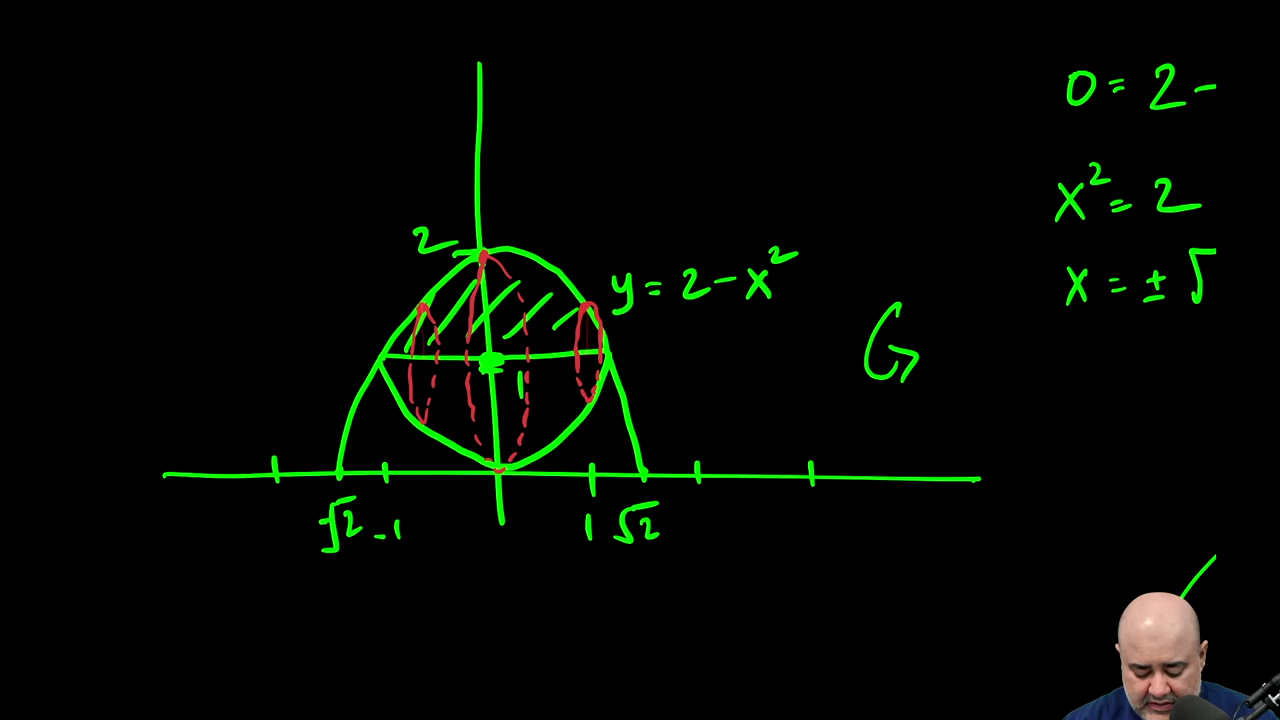 0 = 2 -
x² = 2
x = ± √
2
y = 2 - x²
G
1
-√2 -1 1 √2